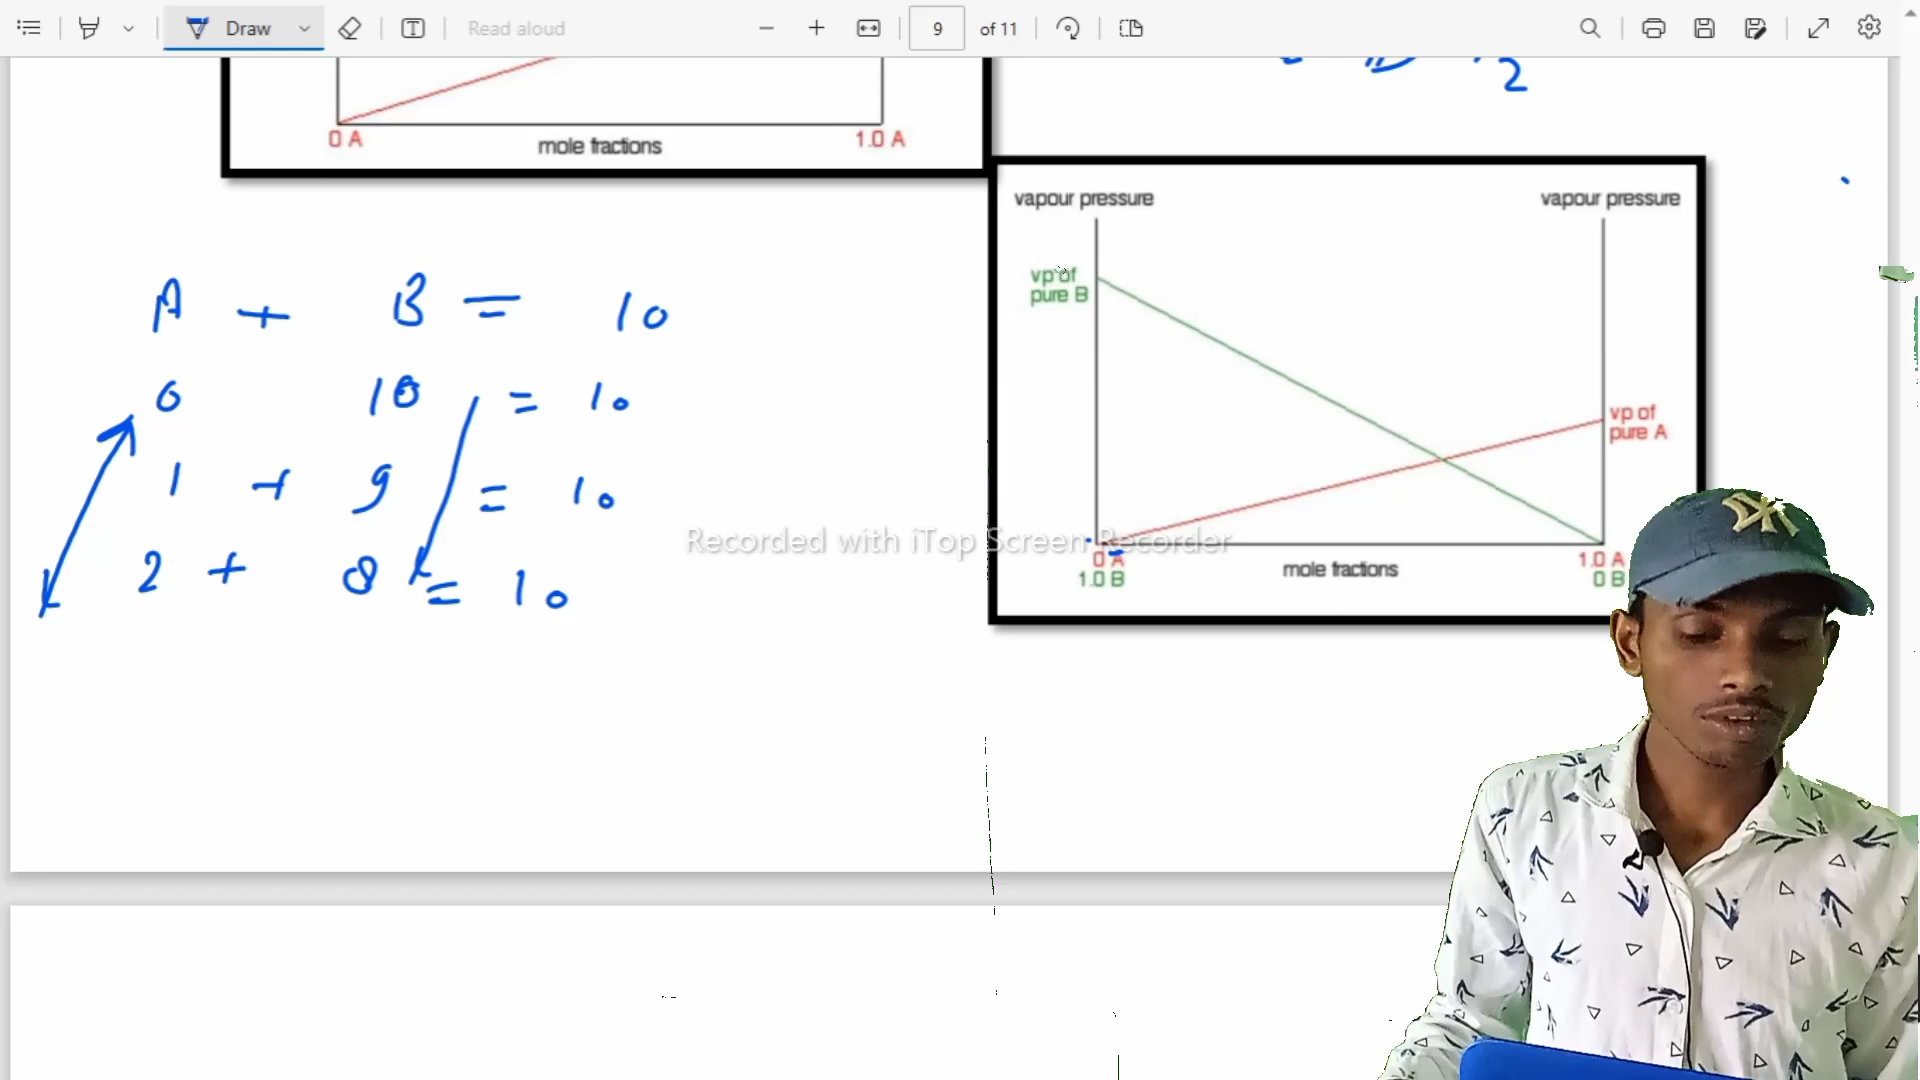 Draw
Read aloud
9 of 11
2
0 A
mole fractions
1.0 A
vapour pressure
vapour pressure
vp of
pure B
vp of
pure A
0 A
1.0 B
mole fractions
1.0 A
0 B
A + B = 10
0 10 = 10
1 + 9 = 10
2 + 8 = 10
Recorded with iTop Screen Recorder